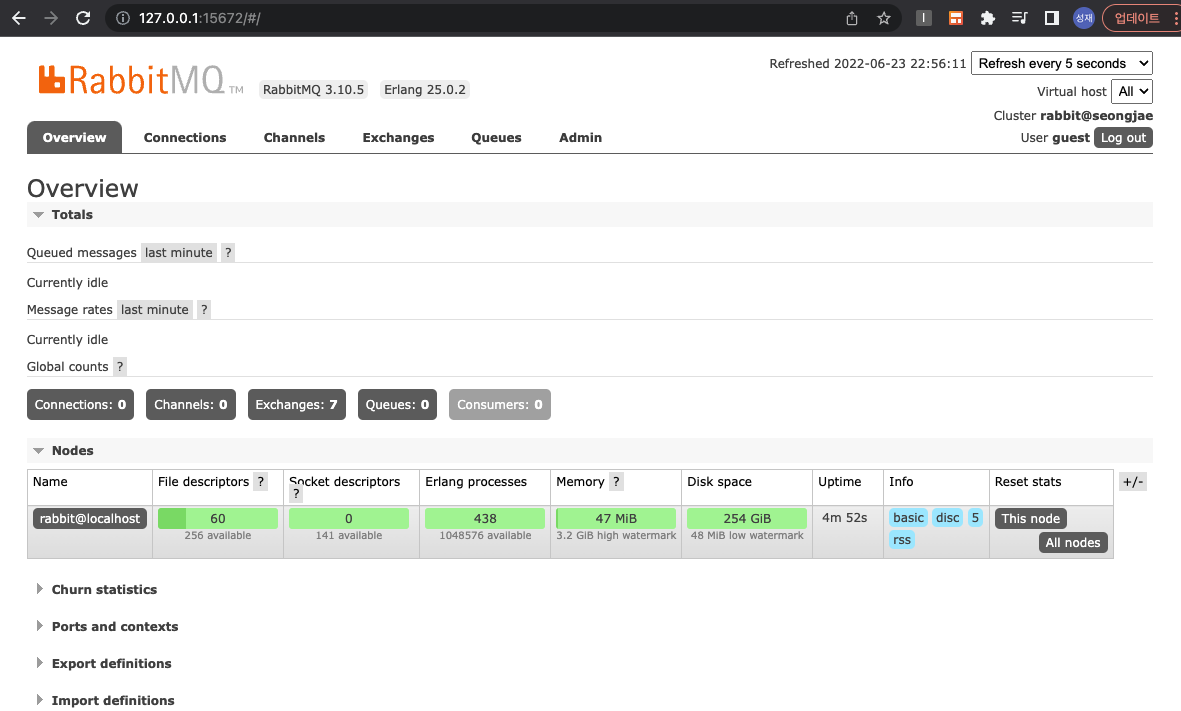 127.0.0.1:15672/#/
성재
업데이트
Refreshed 2022-06-23 22:56:11 Refresh every 5 seconds
RabbitMQ TM RabbitMQ 3.10.5 Erlang 25.0.2
Virtual host All
Cluster rabbit@seongjae
User guest Log out
Overview Connections Channels Exchanges Queues Admin
Overview
Totals
Queued messages last minute ?
Currently idle
Message rates last minute ?
Currently idle
Global counts ?
Connections: 0 Channels: 0 Exchanges: 7 Queues: 0 Consumers: 0
Nodes
Name File descriptors ? Socket descriptors ? Erlang processes Memory ? Disk space Uptime Info Reset stats +/-
rabbit@localhost 60 0 438 47 MiB 254 GiB 4m 52s basic disc 5 This node
256 available 141 available 1048576 available 3.2 GiB high watermark 48 MiB low watermark rss All nodes
Churn statistics
Ports and contexts
Export definitions
Import definitions